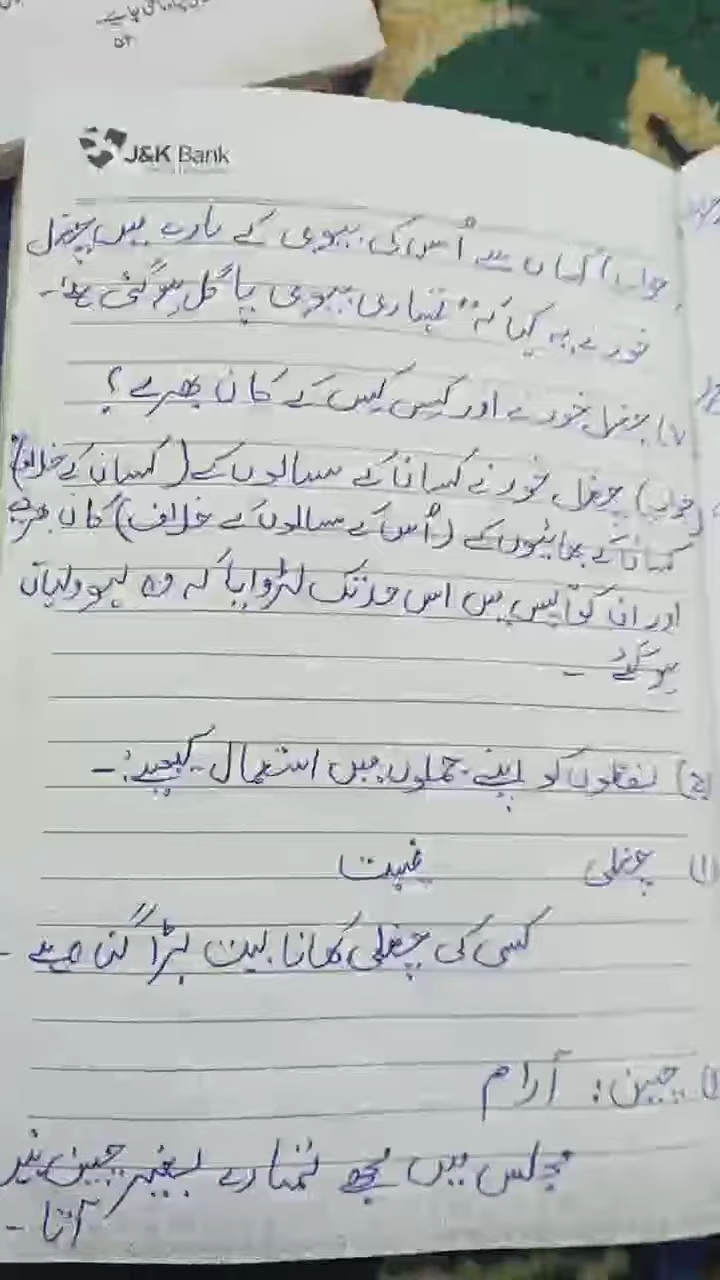 J&K Bank
جواب) کسان سے اُس کی بیوی کے بارے میں چغل
خور نے یہ کہا کہ "تمہاری بیوی پاگل ہوگئی ہے۔
۷) چغل خور نے اور کس کس کے کان بھرے؟
جواب) چغل خور نے کسان کے سالوں کے (کسان کے خلاف)
کسان کے بھائیوں کے (اُس کے سالوں کے خلاف) کان بھرے
اور ان کو آپس میں اس حد تک لڑوایا کہ وہ لہولہان
ہوگئے ۔
(ج) لفظوں کو اپنے جملوں میں استعمال کیجیے:۔
(۱) چغلی غیبت
کسی کی چغلی کھانا بہت بڑا گناہ ہے ۔
چین: آرام
مجلس میں مجھے تمہارے بغیر چین نہیں
آتا ۔